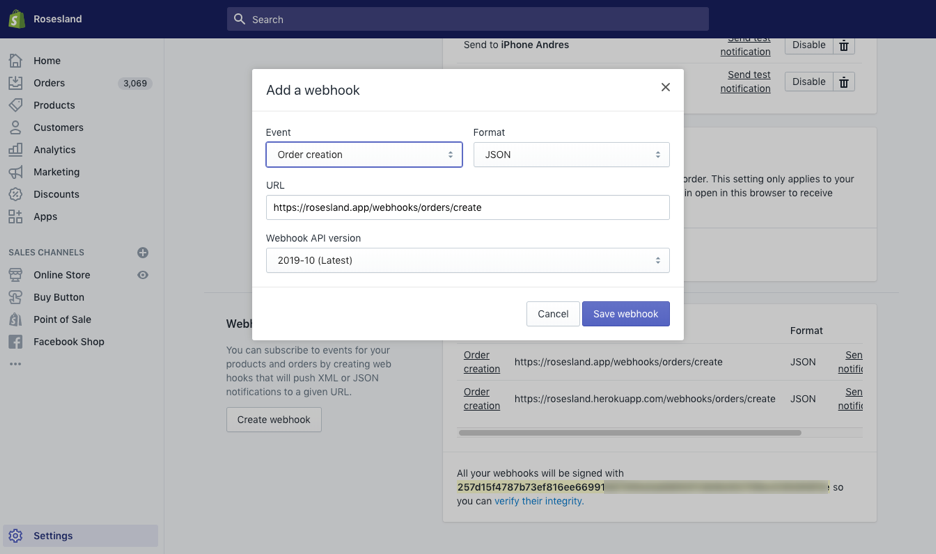 Rosesland
Search
Home
Orders 3,069
Products
Customers
Analytics
Marketing
Discounts
Apps
SALES CHANNELS
Online Store
Buy Button
Point of Sale
Facebook Shop
Settings
Send to iPhone Andres
Send test
notification
Disable
Send test
notification
Disable
order. This setting only applies to your
in open in this browser to receive
Add a webhook
Event
Order creation
Format
JSON
URL
https://rosesland.app/webhooks/orders/create
Webhook API version
2019-10 (Latest)
Cancel
Save webhook
You can subscribe to events for your
products and orders by creating web
hooks that will push XML or JSON
notifications to a given URL.
Create webhook
Format
Order
creation
https://rosesland.app/webhooks/orders/create
JSON
Sen
notific
Order
creation
https://rosesland.herokuapp.com/webhooks/orders/create
JSON
Sen
notific
All your webhooks will be signed with
257d15f4787b73ef816ee66991 so
you can verify their integrity.